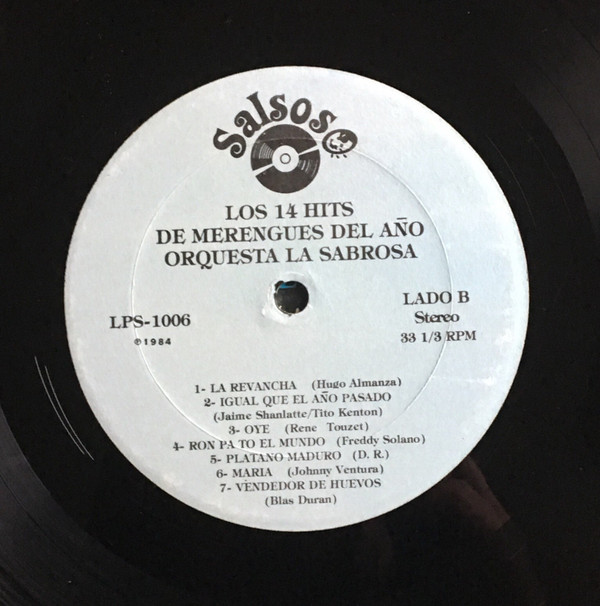 Salsoso
LOS 14 HITS
DE MERENGUES DEL AÑO
ORQUESTA LA SABROSA
LPS-1006
℗1984
LADO B
Stereo
33 1/3 RPM
1- LA REVANCHA (Hugo Almanza)
2- IGUAL QUE EL AÑO PASADO
(Jaime Shanlatte/Tito Kenton)
3- OYE (Rene Touzet)
4- RON PA TO EL MUNDO (Freddy Solano)
5- PLATANO MADURO (D. R.)
6- MARIA (Johnny Ventura)
7- VENDEDOR DE HUEVOS
(Blas Duran)